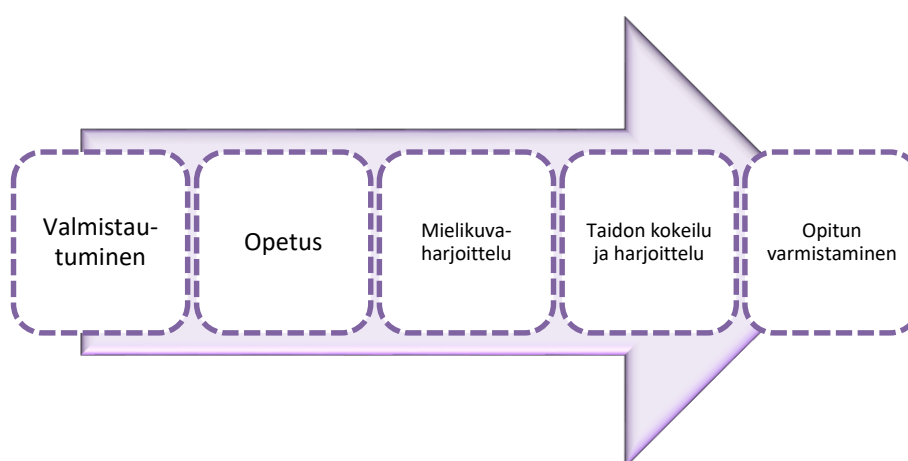 Valmistau-
tuminen
Opetus
Mielikuva-
harjoittelu
Taidon kokeilu
ja harjoittelu
Opitun
varmistaminen